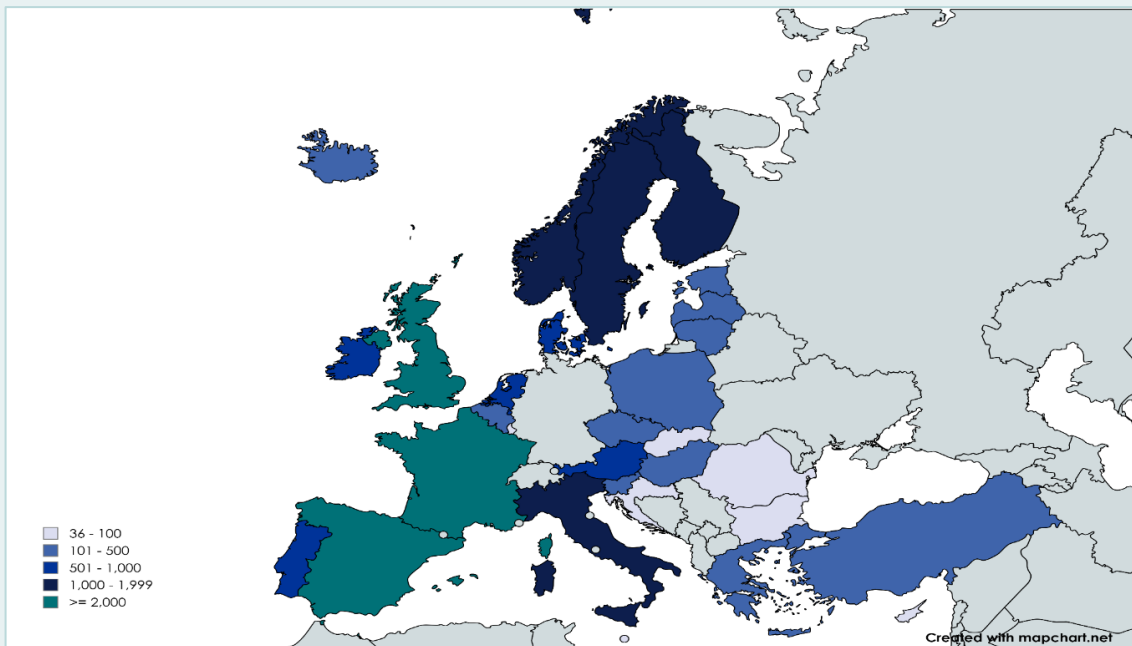 36 - 100
101 - 500
501 - 1,000
1,000 - 1,999
>= 2,000
Created with mapchart.net